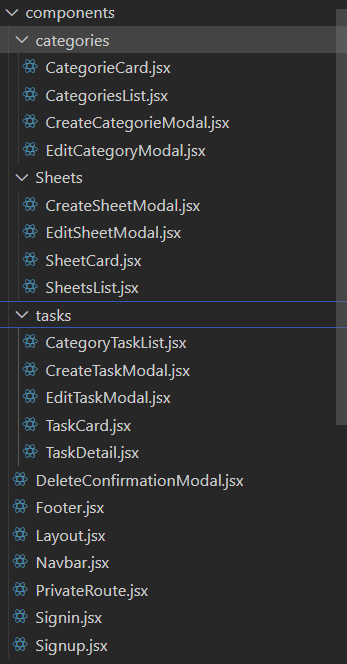 components
categories
CategorieCard.jsx
CategoriesList.jsx
CreateCategorieModal.jsx
EditCategoryModal.jsx
Sheets
CreateSheetModal.jsx
EditSheetModal.jsx
SheetCard.jsx
SheetsList.jsx
tasks
CategoryTaskList.jsx
CreateTaskModal.jsx
EditTaskModal.jsx
TaskCard.jsx
TaskDetail.jsx
DeleteConfirmationModal.jsx
Footer.jsx
Layout.jsx
Navbar.jsx
PrivateRoute.jsx
Signin.jsx
Signup.jsx